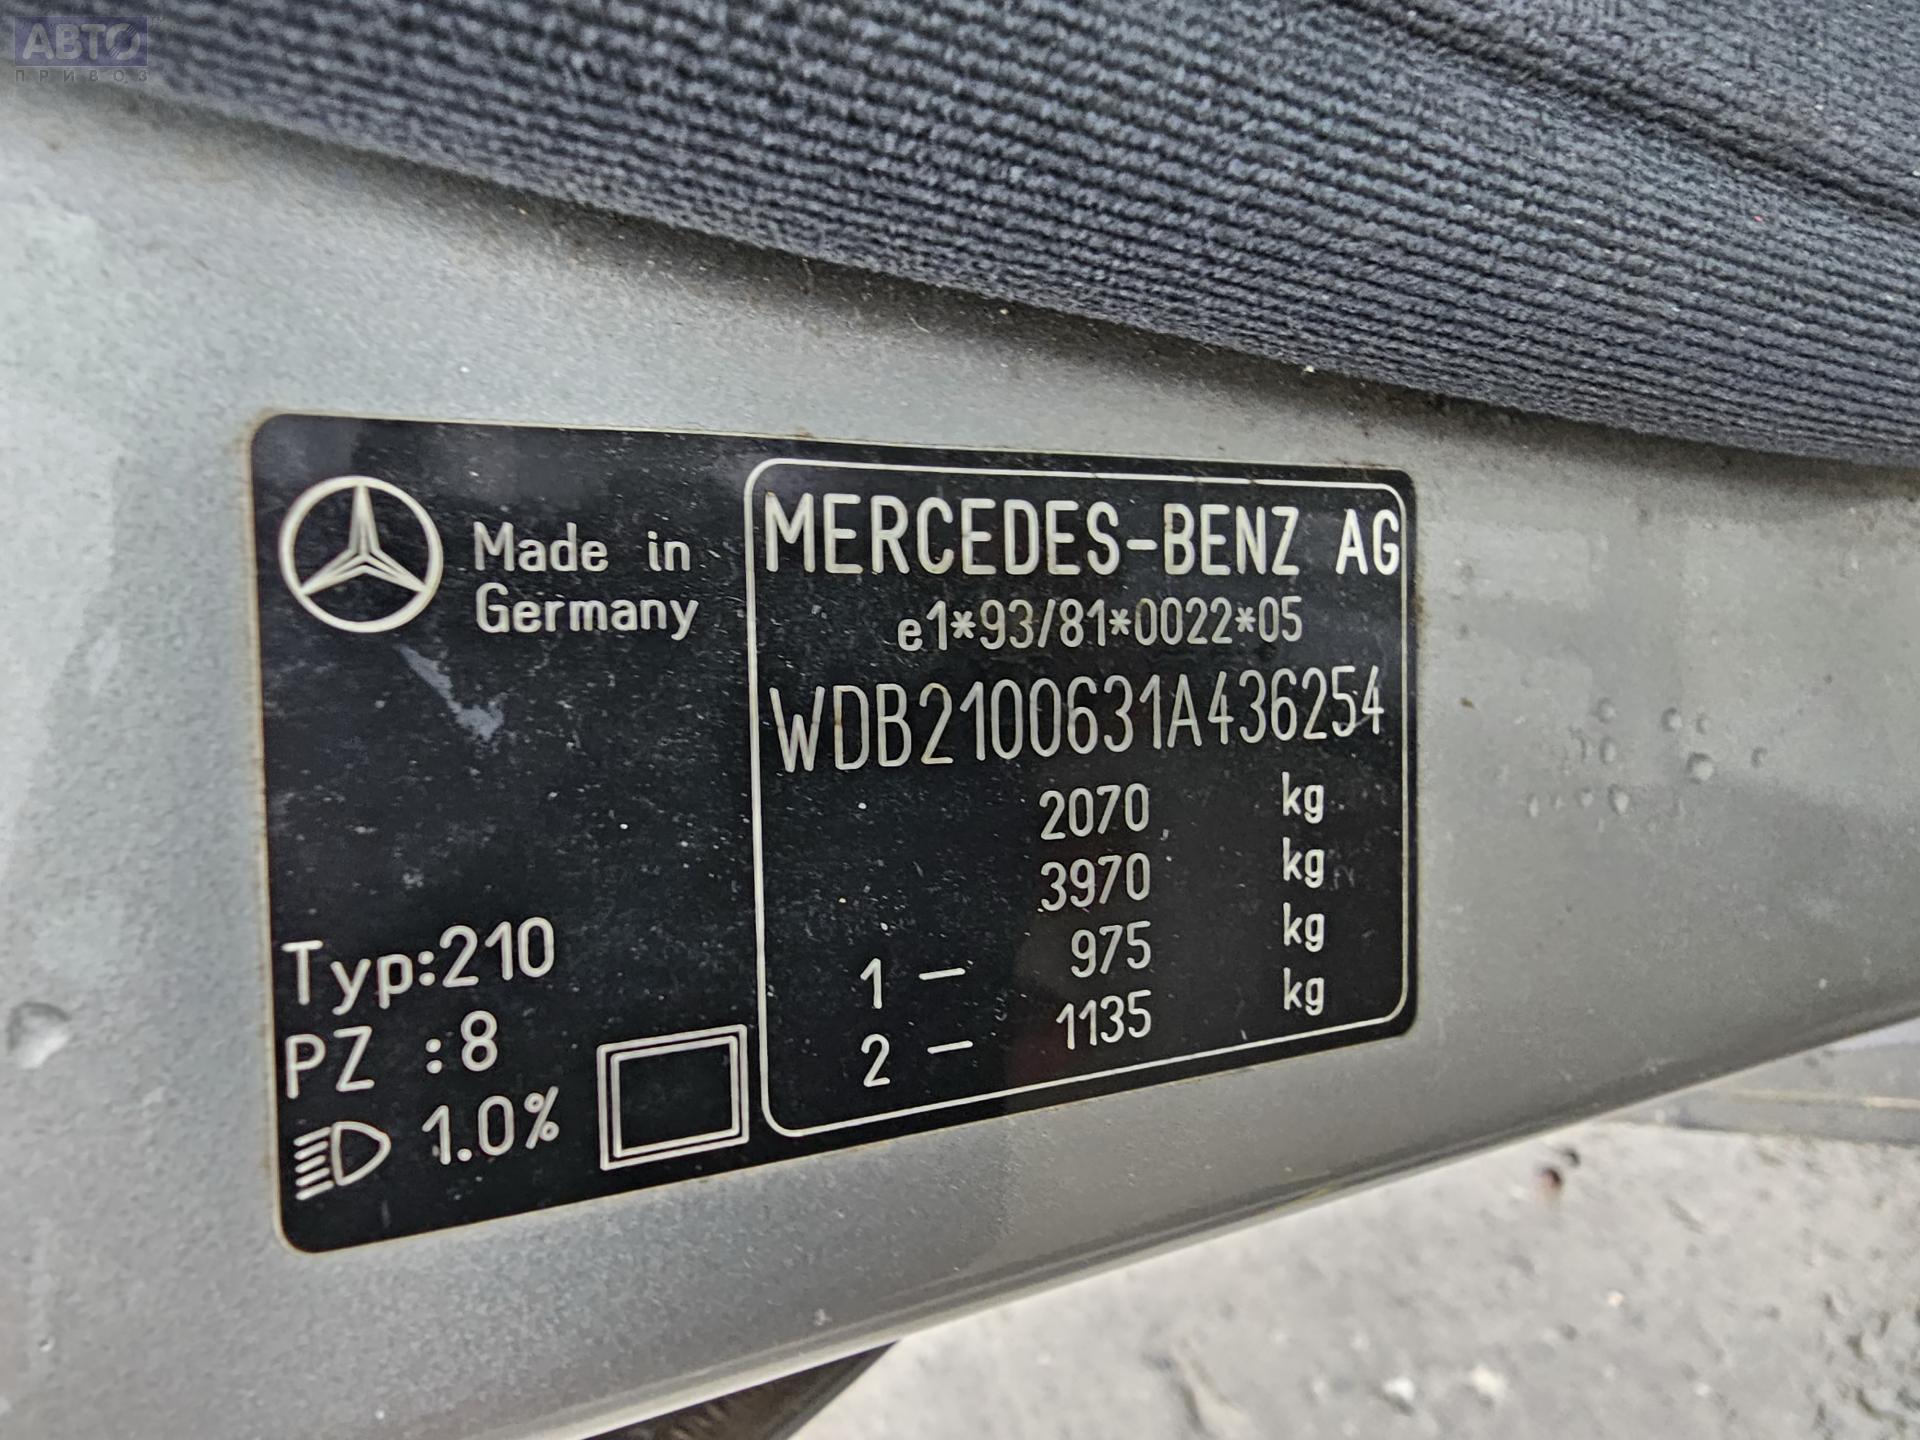 АВТО
ПРИВОЗ
Made in
Germany
MERCEDES-BENZ AG
e1*93/81*0022*05
WDB2100631A436254
2070 kg
3970 kg
1 – 975 kg
2 – 1135 kg
Typ:210
PZ :8
1.0%